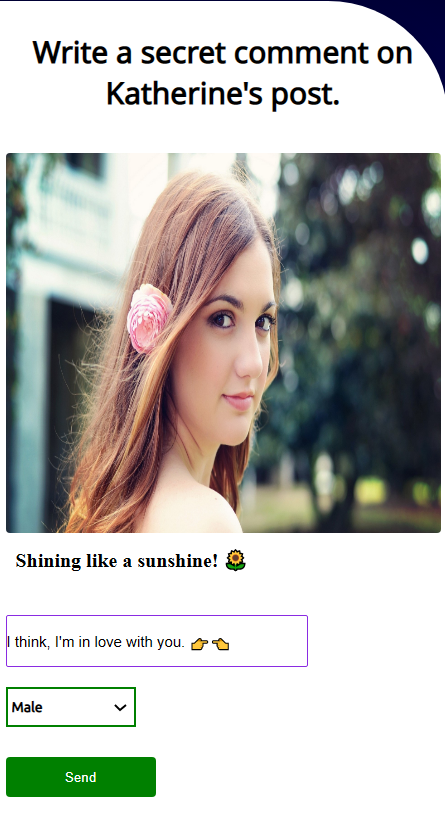 Write a secret comment on
Katherine's post.
Shining like a sunshine! 🌻
I think, I'm in love with you. 👉👈
Male
Send